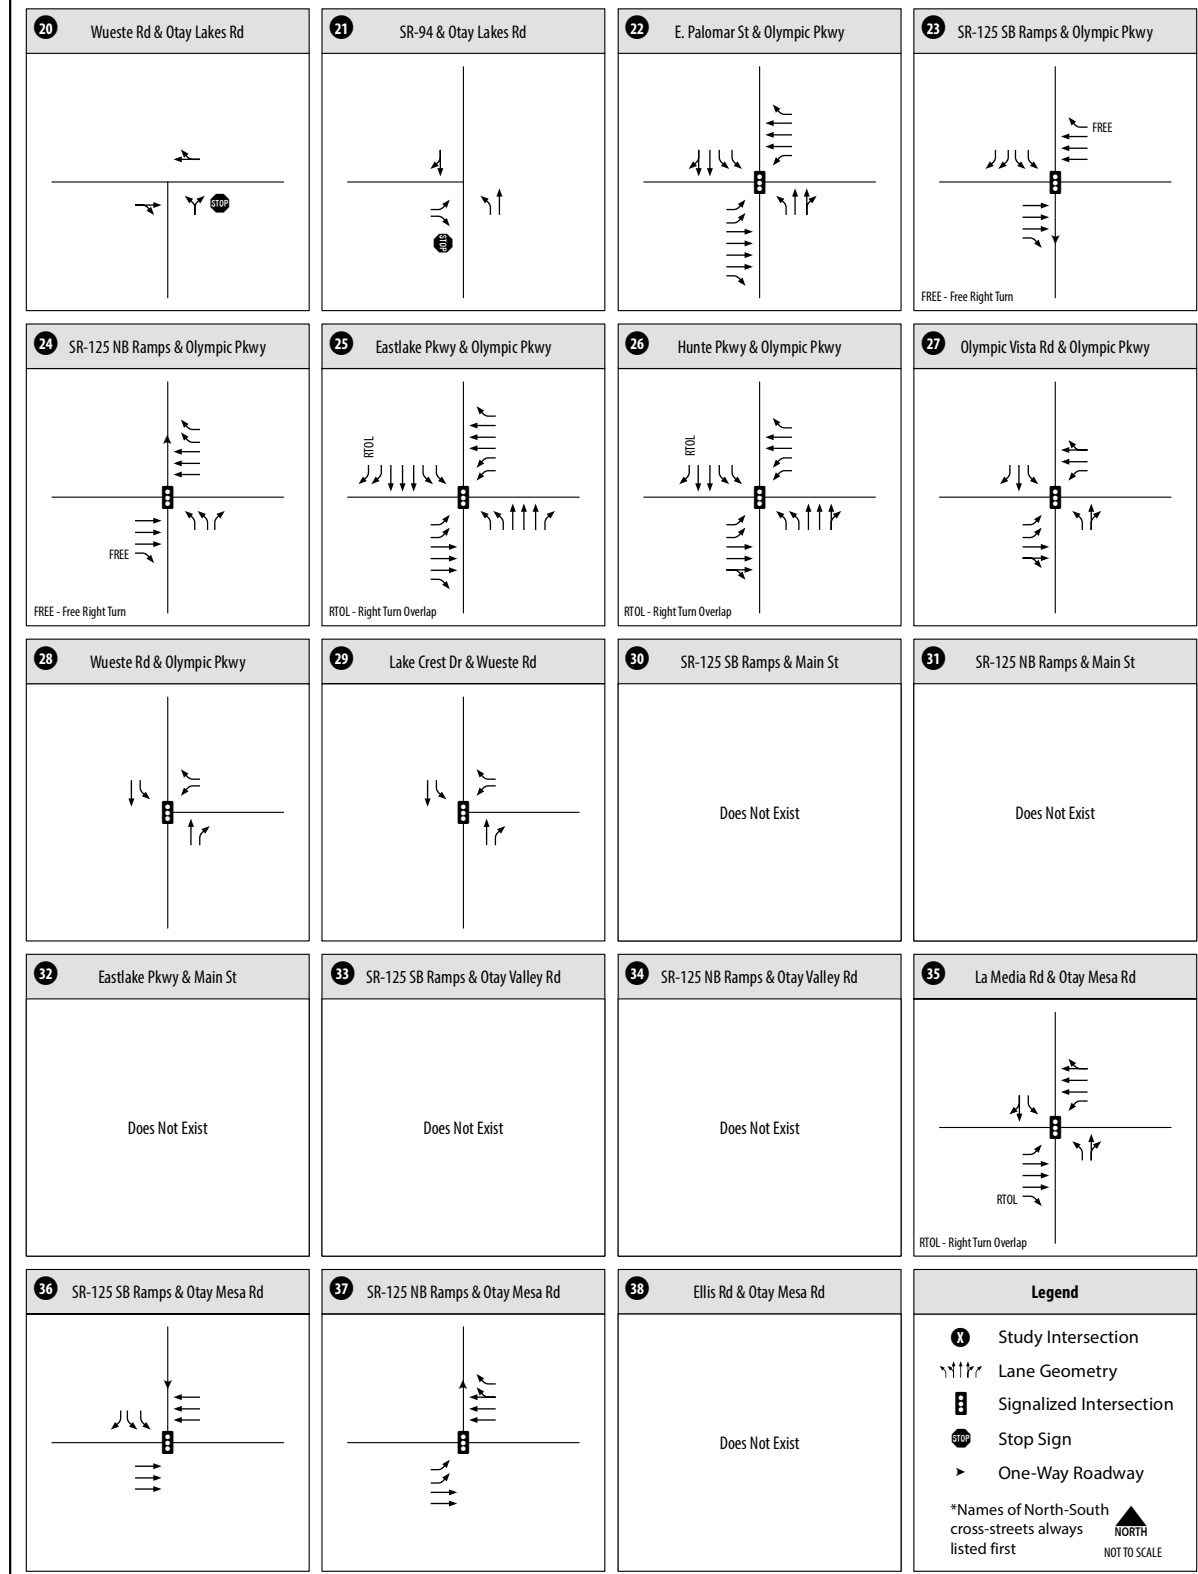 20 Wueste Rd & Otay Lakes Rd
STOP
21 SR-94 & Otay Lakes Rd
STOP
22 E. Palomar St & Olympic Pkwy
23 SR-125 SB Ramps & Olympic Pkwy
FREE
FREE - Free Right Turn
24 SR-125 NB Ramps & Olympic Pkwy
FREE
FREE - Free Right Turn
25 Eastlake Pkwy & Olympic Pkwy
RTOL
RTOL - Right Turn Overlap
26 Hunte Pkwy & Olympic Pkwy
RTOL
RTOL - Right Turn Overlap
27 Olympic Vista Rd & Olympic Pkwy
28 Wueste Rd & Olympic Pkwy
29 Lake Crest Dr & Wueste Rd
30 SR-125 SB Ramps & Main St
Does Not Exist
31 SR-125 NB Ramps & Main St
Does Not Exist
32 Eastlake Pkwy & Main St
Does Not Exist
33 SR-125 SB Ramps & Otay Valley Rd
Does Not Exist
34 SR-125 NB Ramps & Otay Valley Rd
Does Not Exist
35 La Media Rd & Otay Mesa Rd
RTOL
RTOL - Right Turn Overlap
36 SR-125 SB Ramps & Otay Mesa Rd
37 SR-125 NB Ramps & Otay Mesa Rd
38 Ellis Rd & Otay Mesa Rd
Does Not Exist
Legend
X Study Intersection
Lane Geometry
Signalized Intersection
STOP Stop Sign
One-Way Roadway
*Names of North-South
cross-streets always
listed first
NORTH
NOT TO SCALE